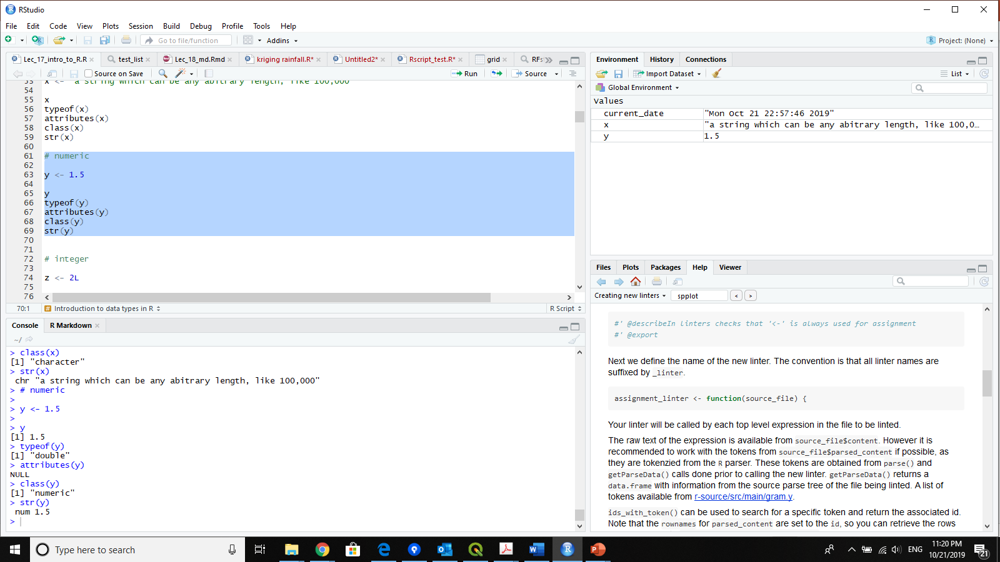 RStudio
File Edit Code View Plots Session Build Debug Profile Tools Help
Go to file/function Addins Project: (None)
Lec_17_intro_to_R.R test_list Lec_18_md.Rmd kriging rainfall.R* Untitled2* Rscript_test.R* grid RFs
Source on Save Run Source
53 x <- "a string which can be any abitrary length, like 100,000"
54
55 x
56 typeof(x)
57 attributes(x)
58 class(x)
59 str(x)
60
61 # numeric
62
63 y <- 1.5
64
65 y
66 typeof(y)
67 attributes(y)
68 class(y)
69 str(y)
70
71
72 # integer
73
74 z <- 2L
75
76
70:1 # Introduction to data types in R R Script
Console R Markdown
~/
> class(x)
[1] "character"
> str(x)
chr "a string which can be any abitrary length, like 100,000"
> # numeric
>
> y <- 1.5
>
> y
[1] 1.5
> typeof(y)
[1] "double"
> attributes(y)
NULL
> class(y)
[1] "numeric"
> str(y)
num 1.5
>
Environment History Connections
Import Dataset List
Global Environment
Values
current_date "Mon Oct 21 22:57:46 2019"
x "a string which can be any abitrary length, like 100,0…
y 1.5
Files Plots Packages Help Viewer
Creating new linters spplot < >
#' @describeIn linters checks that '<-' is always used for assignment
#' @export
Next we define the name of the new linter. The convention is that all linter names are
suffixed by _linter.
assignment_linter <- function(source_file) {
Your linter will be called by each top level expression in the file to be linted.
The raw text of the expression is available from source_file$content. However it is
recommended to work with the tokens from source_file$parsed_content if possible, as
they are tokenzied from the R parser. These tokens are obtained from parse() and
getParseData() calls done prior to calling the new linter. getParseData() returns a
data.frame with information from the source parse tree of the file being linted. A list of
tokens available from r-source/src/main/gram.y.
ids_with_token() can be used to search for a specific token and return the associated id.
Note that the rownames for parsed_content are set to the id, so you can retrieve the rows
Type here to search
ENG
11:20 PM
10/21/2019
21